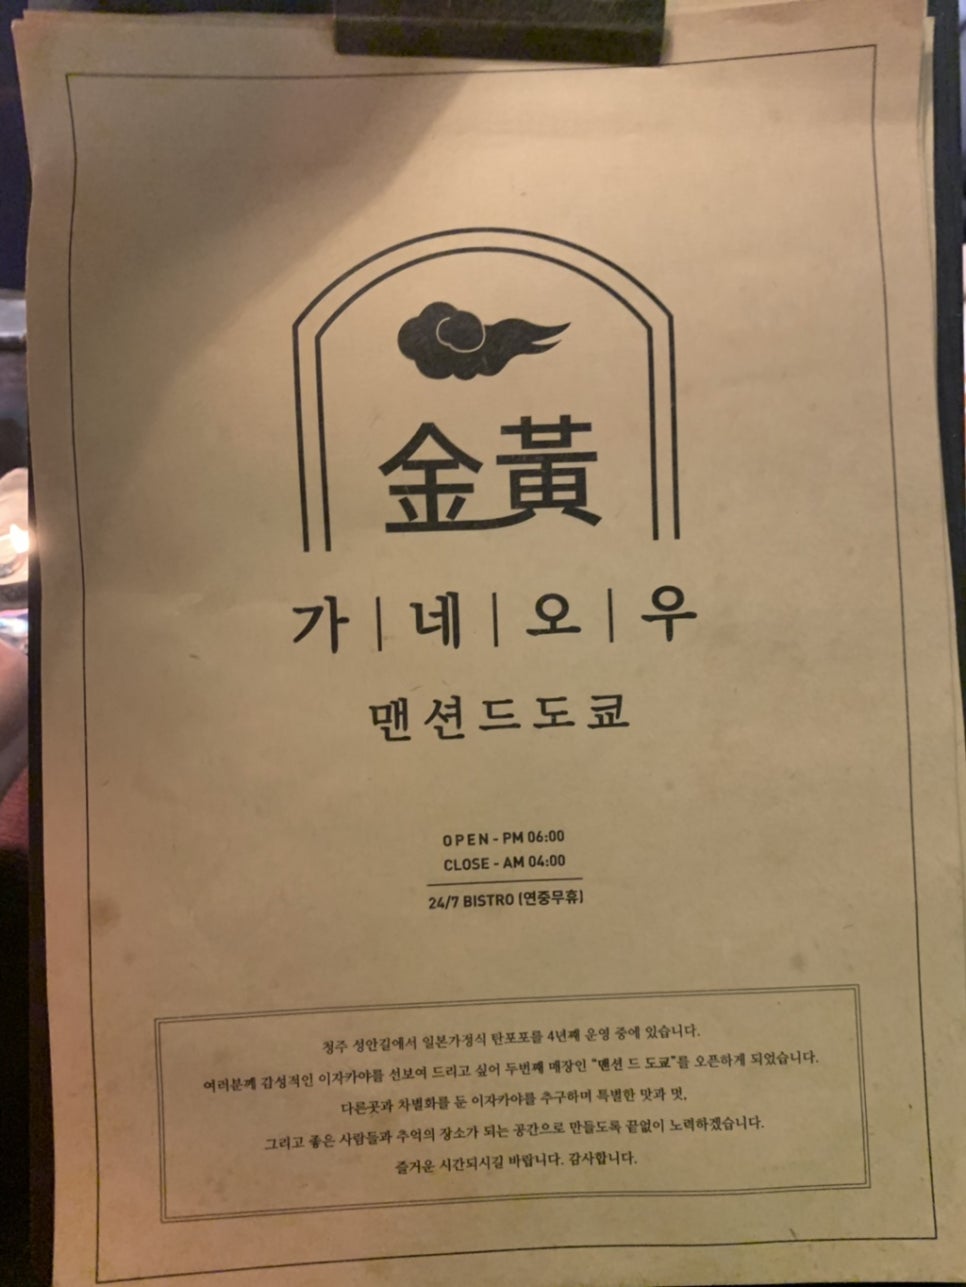 金黃
가|네|오|우
맨션드도쿄
OPEN - PM 06:00
CLOSE - AM 04:00
24/7 BISTRO (연중무휴)
청주 성안길에서 일본가정식 탄포포를 4년째 운영 중에 있습니다.
여러분께 감성적인 이자카야를 선보여 드리고 싶어 두번째 매장인 “맨션 드 도쿄”를 오픈하게 되었습니다.
다른곳과 차별화를 둔 이자카야를 추구하며 특별한 맛과 멋,
그리고 좋은 사람들과 추억의 장소가 되는 공간으로 만들도록 끝없이 노력하겠습니다.
즐거운 시간되시길 바랍니다. 감사합니다.